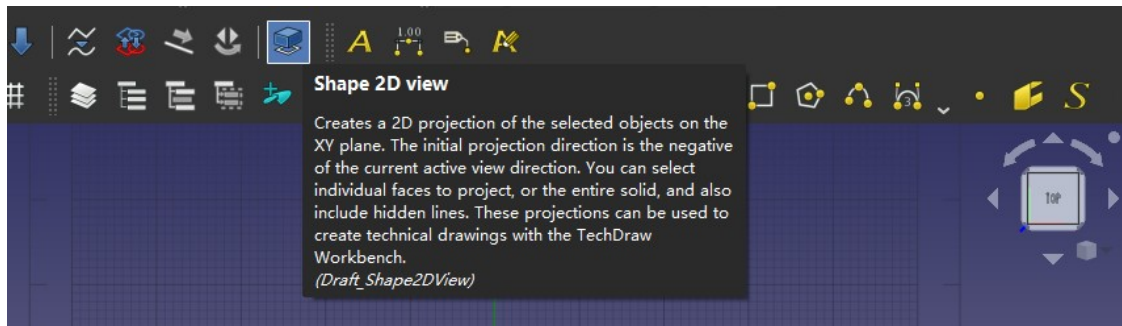 A
1.00
Shape 2D view
Creates a 2D projection of the selected objects on the
XY plane. The initial projection direction is the negative
of the current active view direction. You can select
individual faces to project, or the entire solid, and also
include hidden lines. These projections can be used to
create technical drawings with the TechDraw
Workbench.
(Draft_Shape2DView)
3
S
TOP